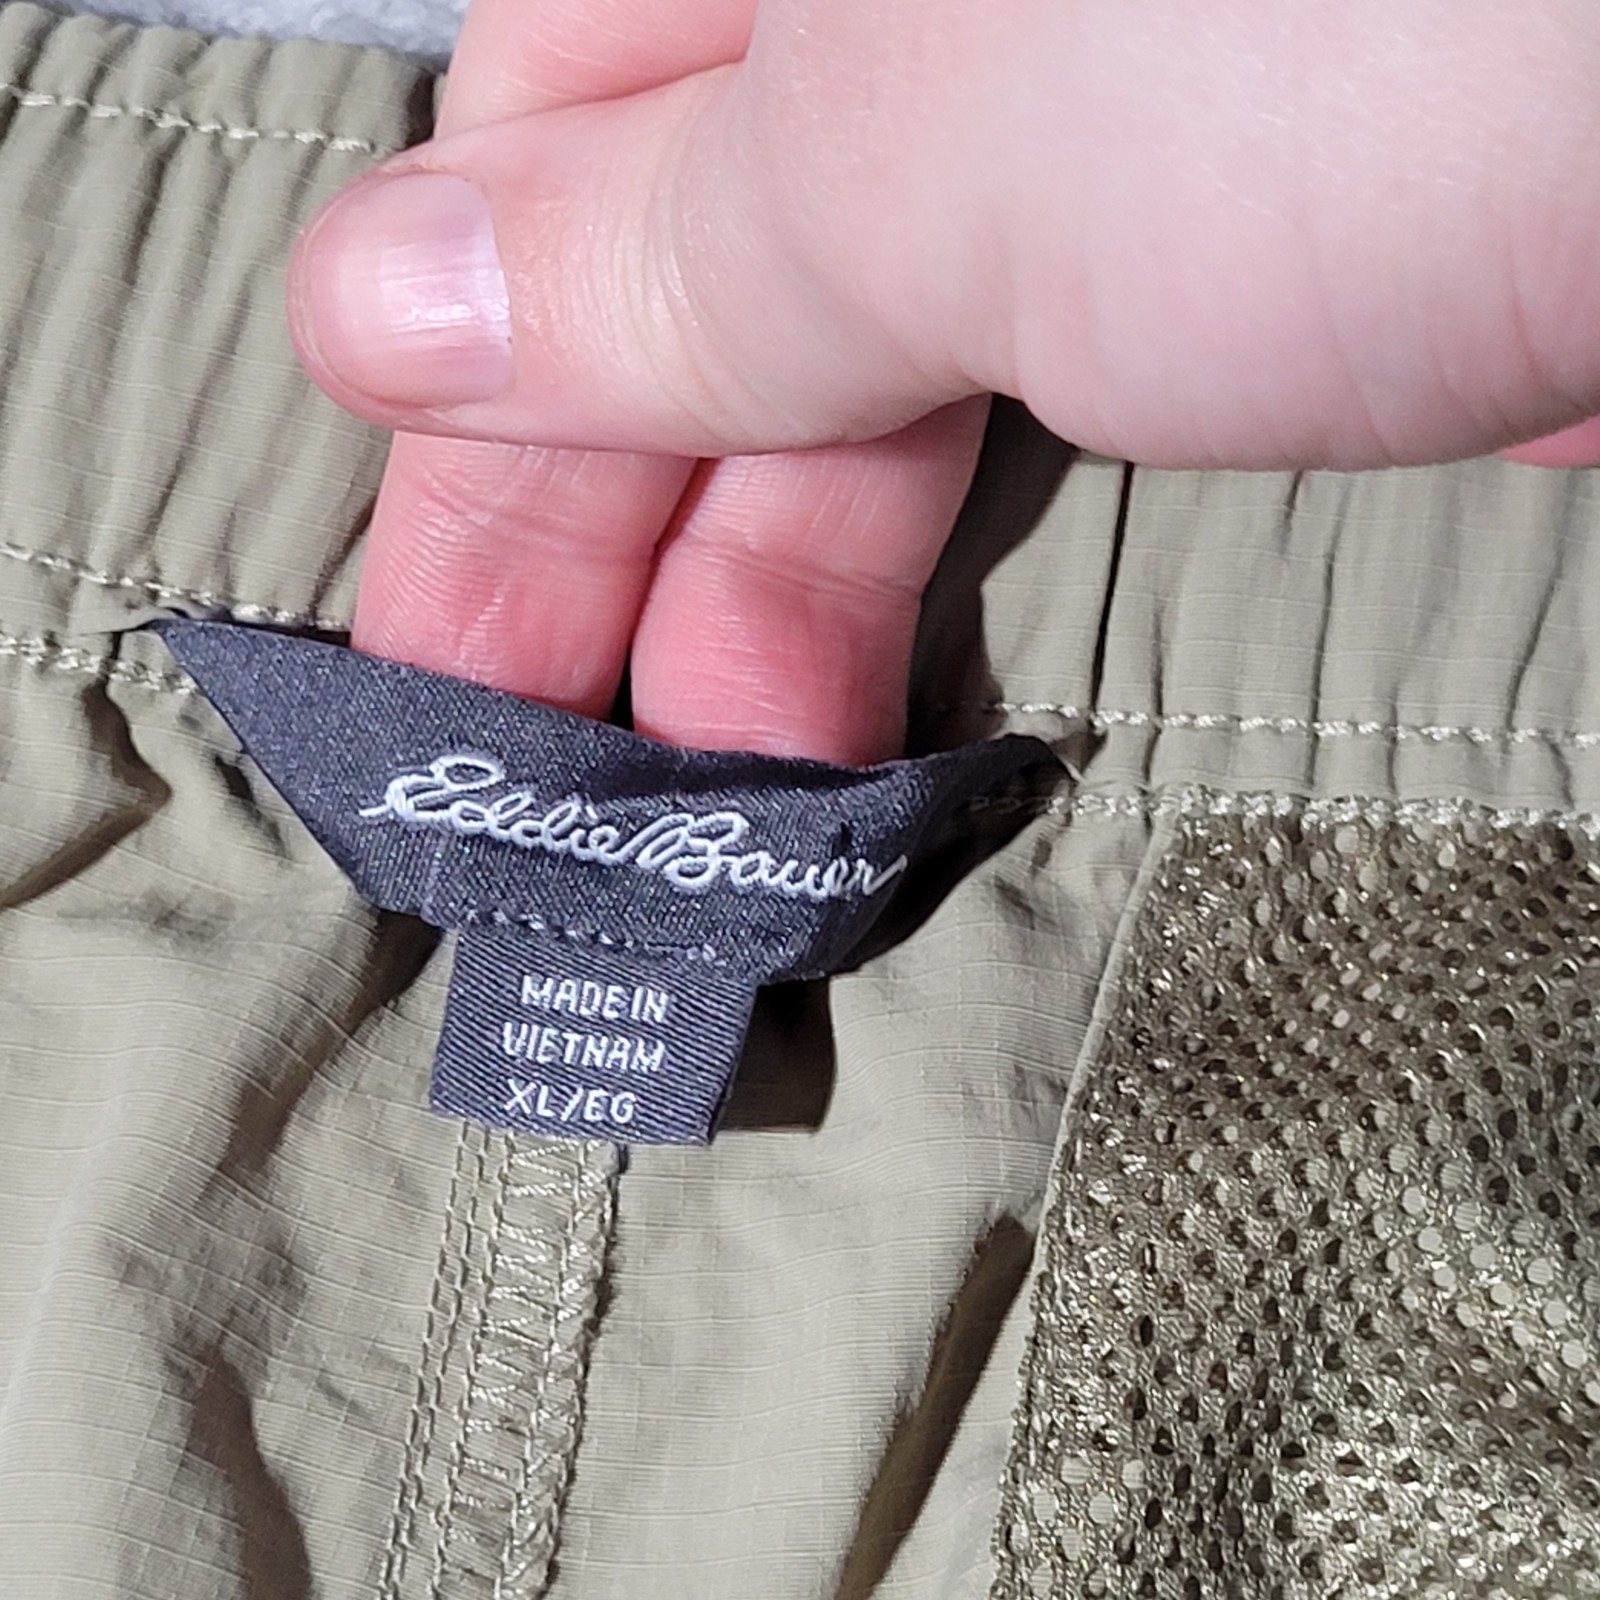 Eddie Bauer
MADE IN
VIETNAM
XL/EG